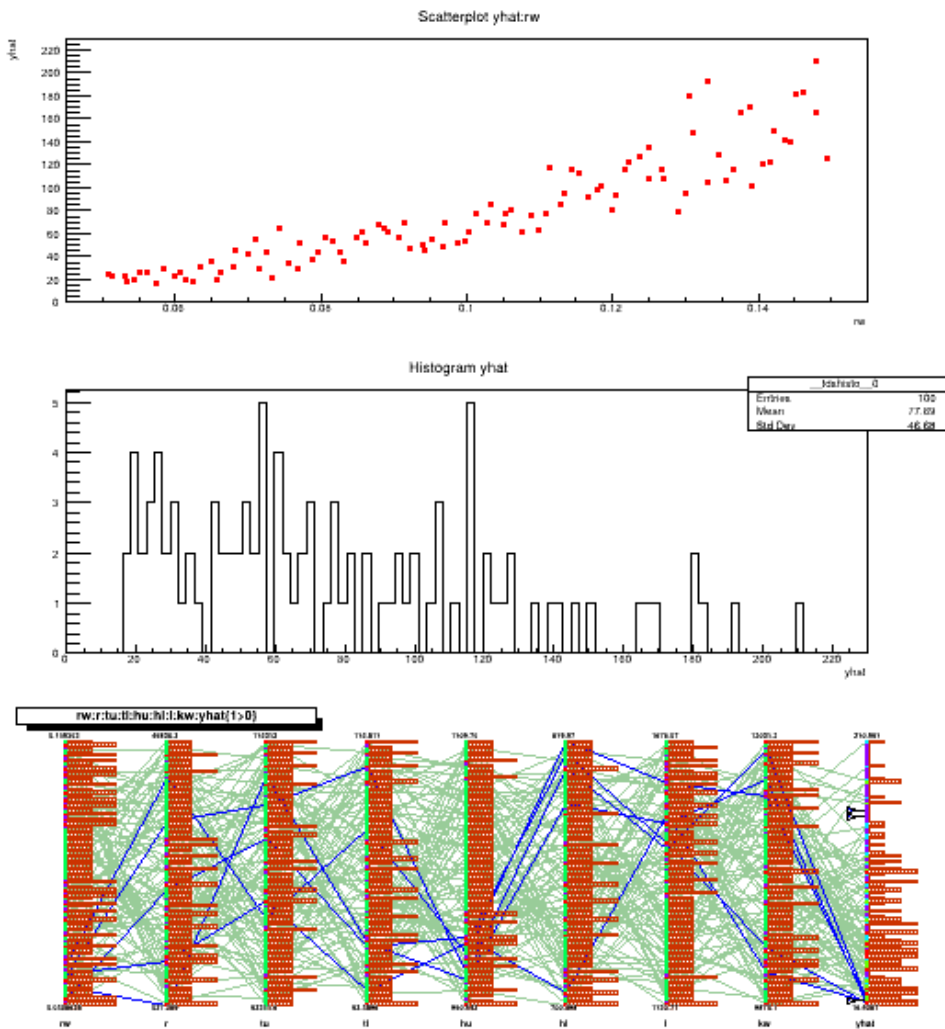 Scatterplot yhat:rw
yhat
220
200
180
160
140
120
100
80
60
40
20
0
0.06 0.08 0.1 0.12 0.14
rw
Histogram yhat
5
4
3
2
1
0
Entries 100
Mean 77.89
Std Dev 46.68
0 20 40 60 80 100 120 140 160 180 200 220
yhat
rw:r:tu:tl:hu:hl:l:kw:yhat(1>0)
rw r tu tl hu hl l kw yhat